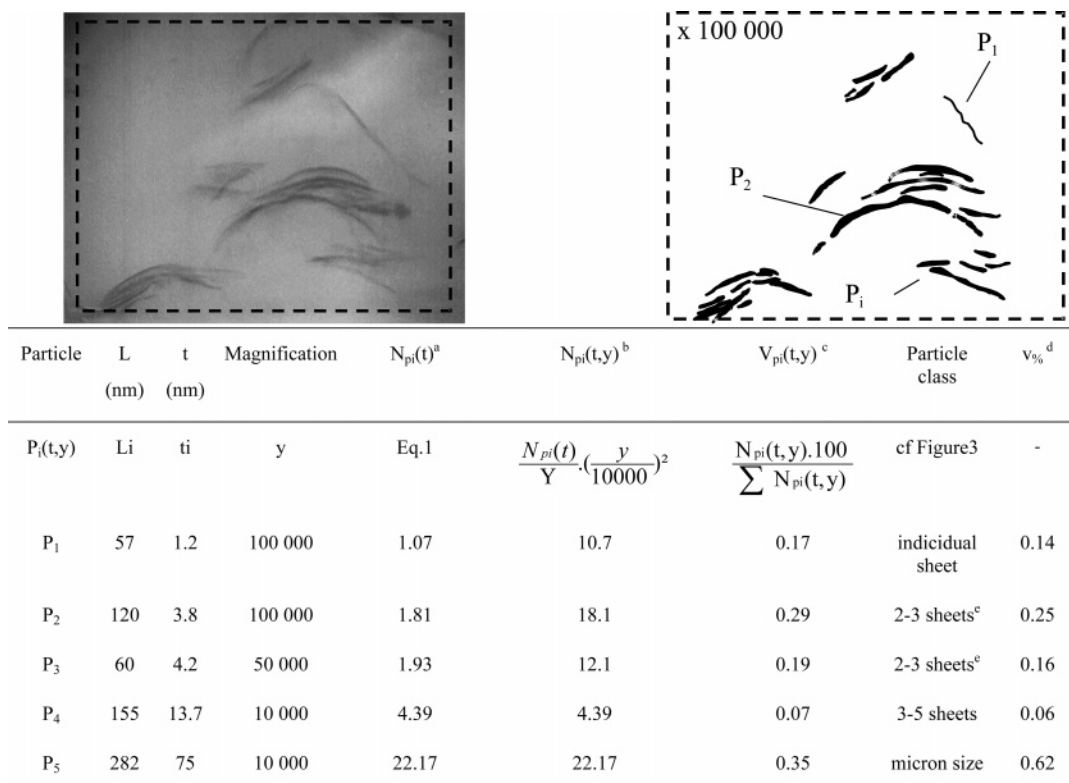 x 100 000
P1
P2
Pi
Particle L t Magnification Npi(t)a Npi(t,y) b Vpi(t,y) c Particle v% d
(nm) (nm) class
Pi(t,y) Li ti y Eq.1 Npi(t)/Y .(y/10000)² Npi(t,y).100/∑ Npi(t,y) cf Figure3 -
P1 57 1.2 100 000 1.07 10.7 0.17 indicidual 0.14
sheet
P2 120 3.8 100 000 1.81 18.1 0.29 2-3 sheetse 0.25
P3 60 4.2 50 000 1.93 12.1 0.19 2-3 sheetse 0.16
P4 155 13.7 10 000 4.39 4.39 0.07 3-5 sheets 0.06
P5 282 75 10 000 22.17 22.17 0.35 micron size 0.62